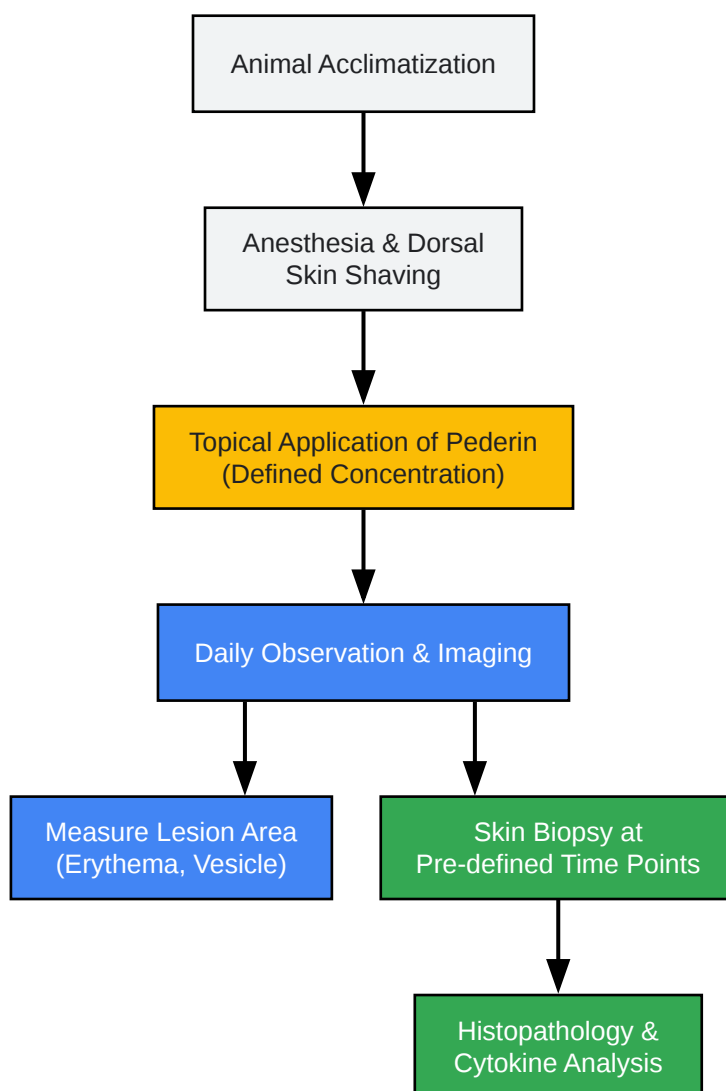 Animal Acclimatization
Anesthesia & Dorsal
Skin Shaving
Topical Application of Pederin
(Defined Concentration)
Daily Observation & Imaging
Measure Lesion Area
(Erythema, Vesicle)
Skin Biopsy at
Pre-defined Time Points
Histopathology &
Cytokine Analysis